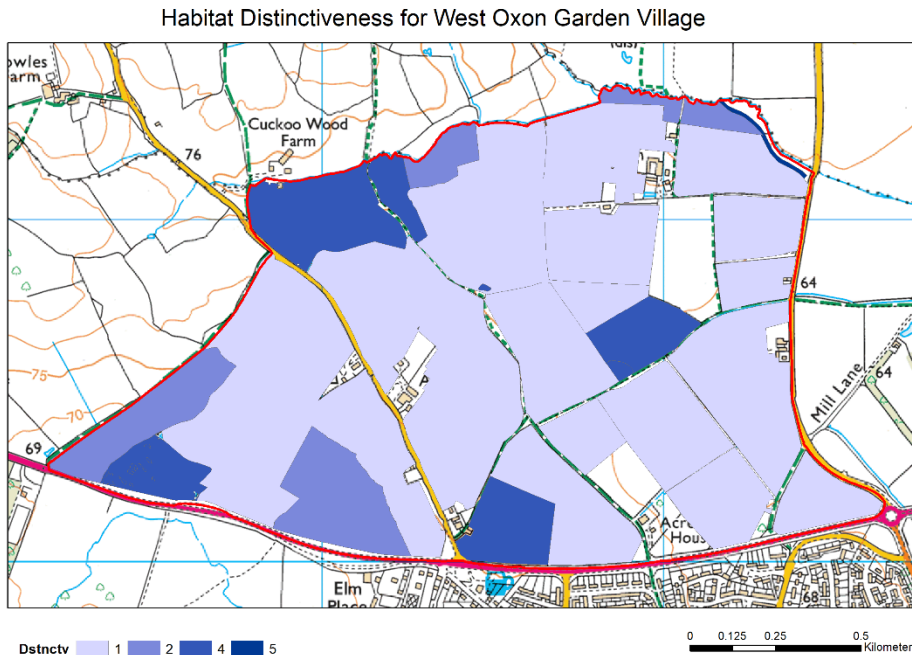 Habitat Distinctiveness for West Oxon Garden Village
owles
arm
(dis)
Cuckoo Wood
Farm
76
64
75
70
69
64
Mill Lane
P
Acre
Hous
Elm
Place
68
Dstnctv 1 2 4 5
0 0.125 0.25 0.5
Kilometer